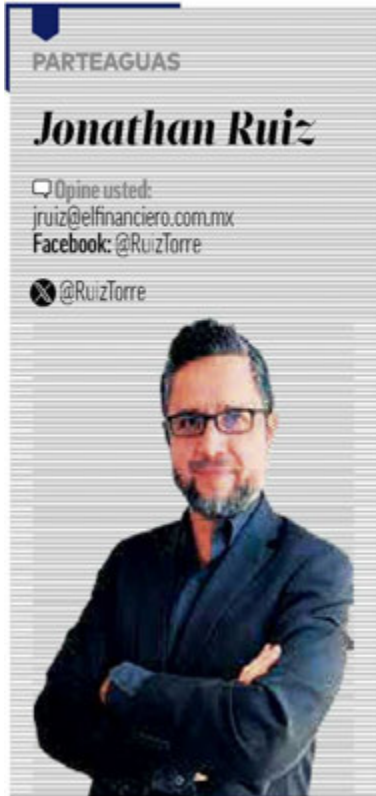 PARTEAGUAS
Jonathan Ruiz
Opine usted:
jruiz@elfinanciero.com.mx
Facebook: @RuizTorre
@RuizTorre